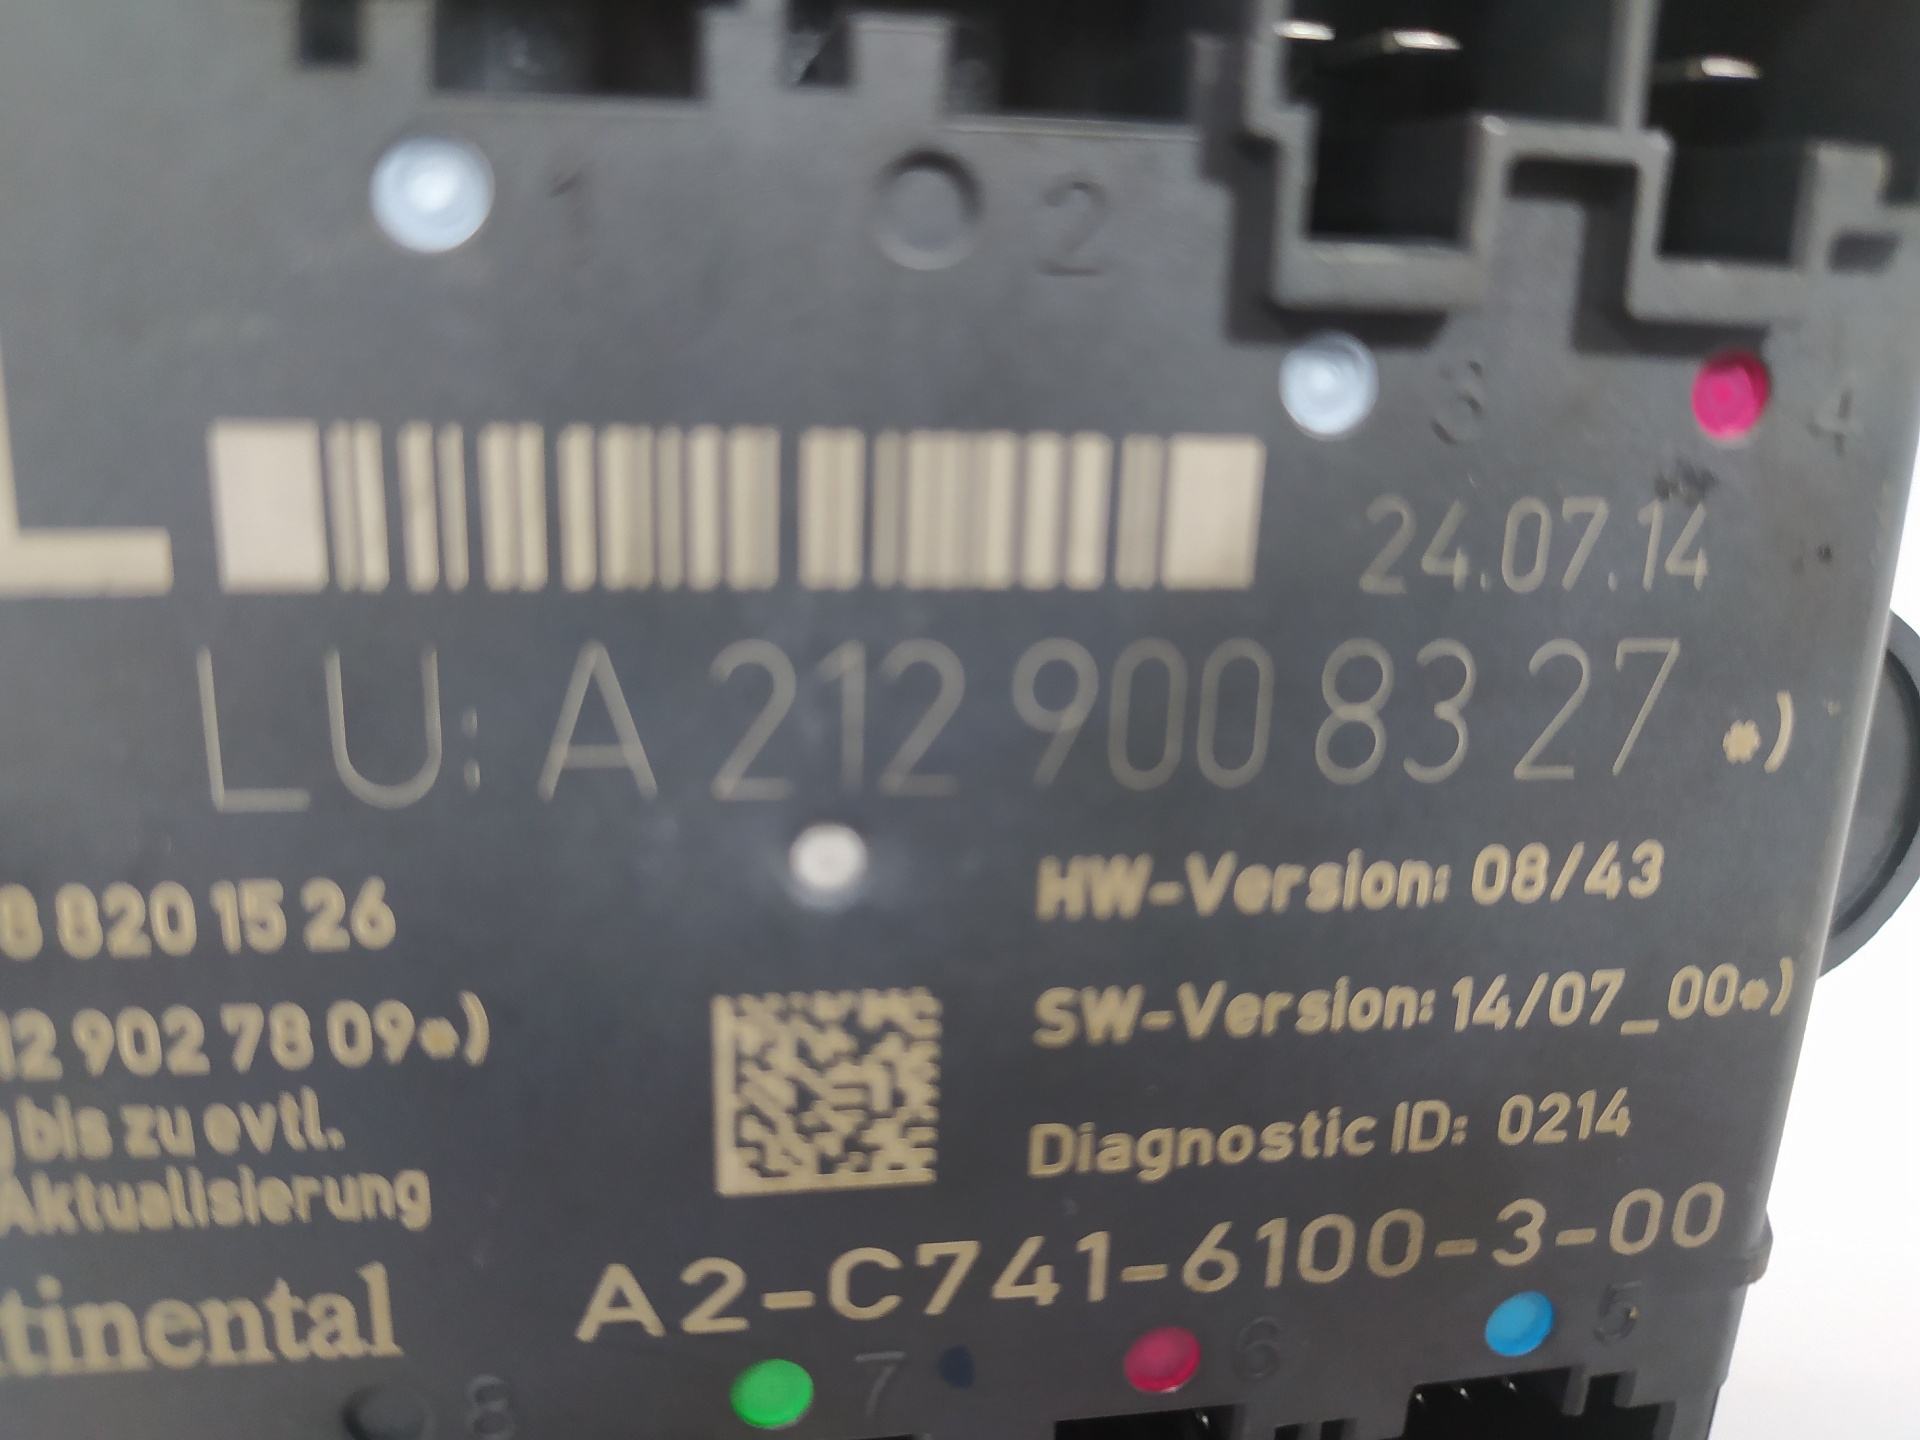 1
2
3
4
24.07.14
LU: A 212 900 83 27 *)
HW-Version: 08/43
8 820 15 26
SW-Version: 14/07_00*)
12 902 78 09*)
bis zu evtl.
Diagnostic ID: 0214
Aktualisierung
A2-C741-6100-3-00
tinental
5
6
7
8